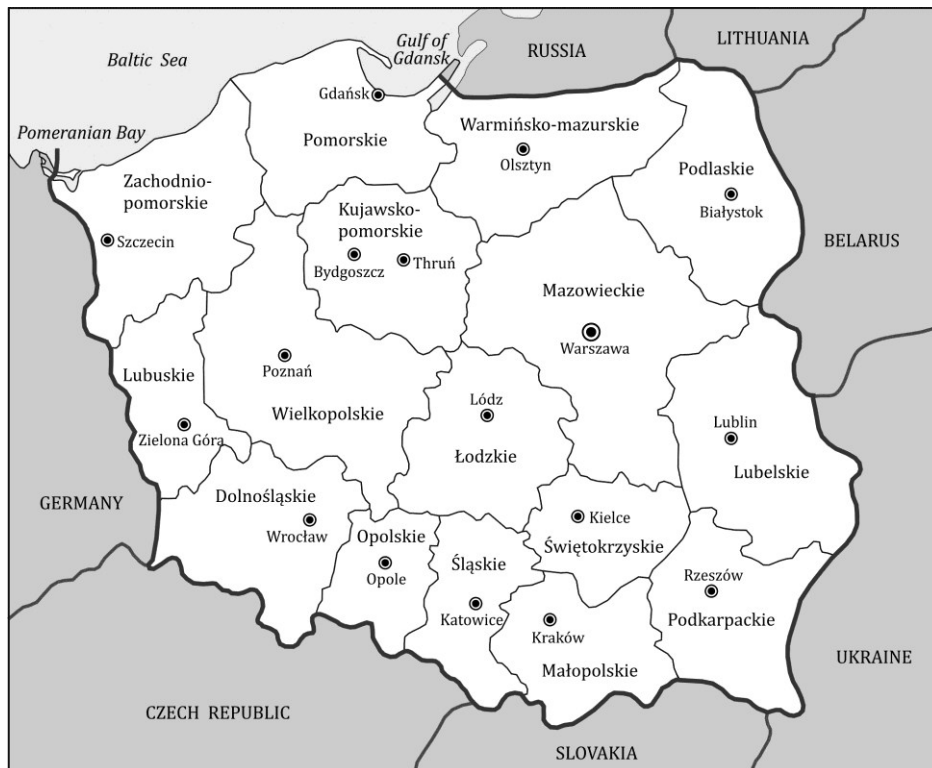 LITHUANIA
RUSSIA
Gulf of
Gdansk
Baltic Sea
Gdańsk
Pomorskie
Warmińsko-mazurskie
Olsztyn
Pomeranian Bay
Zachodnio-
pomorskie
Podlaskie
Białystok
Szczecin
Kujawsko-
pomorskie
Bydgoszcz
Thruń
BELARUS
Mazowieckie
Warszawa
Lubuskie
Zielona Góra
Poznań
Wielkopolskie
Lódz
Łodzkie
Lublin
Lubelskie
GERMANY
Dolnośląskie
Wrocław
Opolskie
Opole
Śląskie
Katowice
Kielce
Świętokrzyskie
Rzeszów
Podkarpackie
Kraków
Małopolskie
UKRAINE
CZECH REPUBLIC
SLOVAKIA